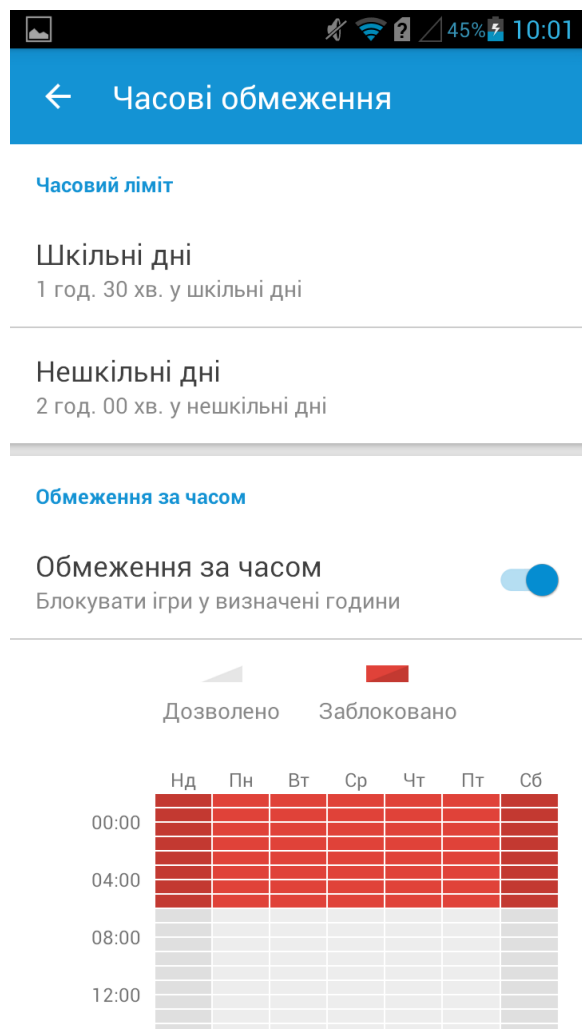 45% 10:01
Часові обмеження
Часовий ліміт
Шкільні дні
1 год. 30 хв. у шкільні дні
Нешкільні дні
2 год. 00 хв. у нешкільні дні
Обмеження за часом
Обмеження за часом
Блокувати ігри у визначені години
Дозволено Заблоковано
Нд Пн Вт Ср Чт Пт Сб
00:00
04:00
08:00
12:00